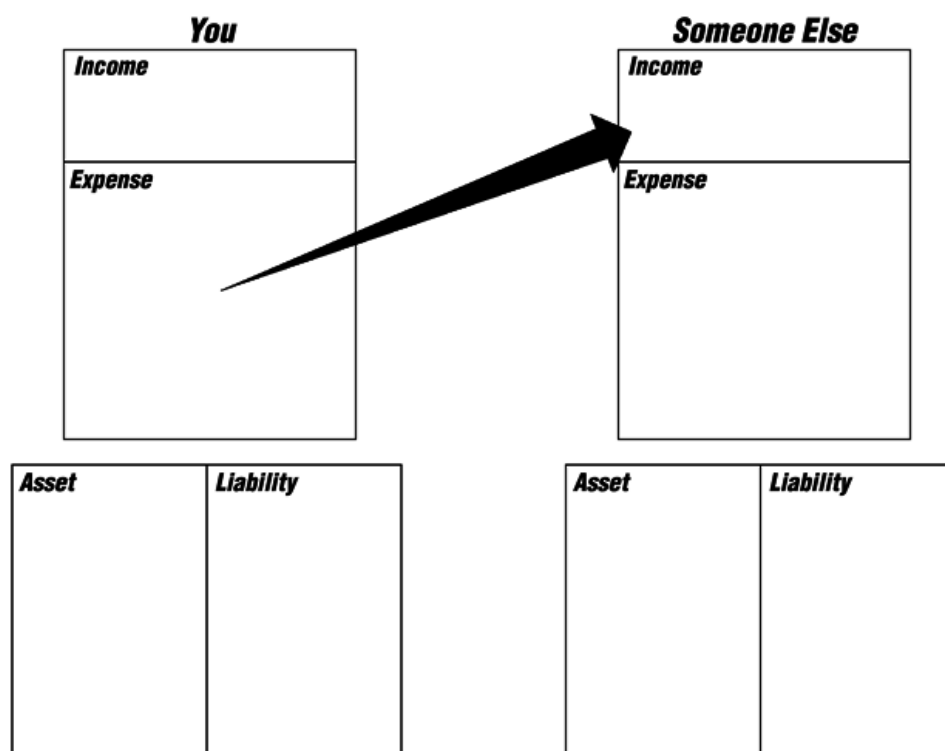 You
Someone Else
Income
Income
Expense
Expense
Asset
Liability
Asset
Liability